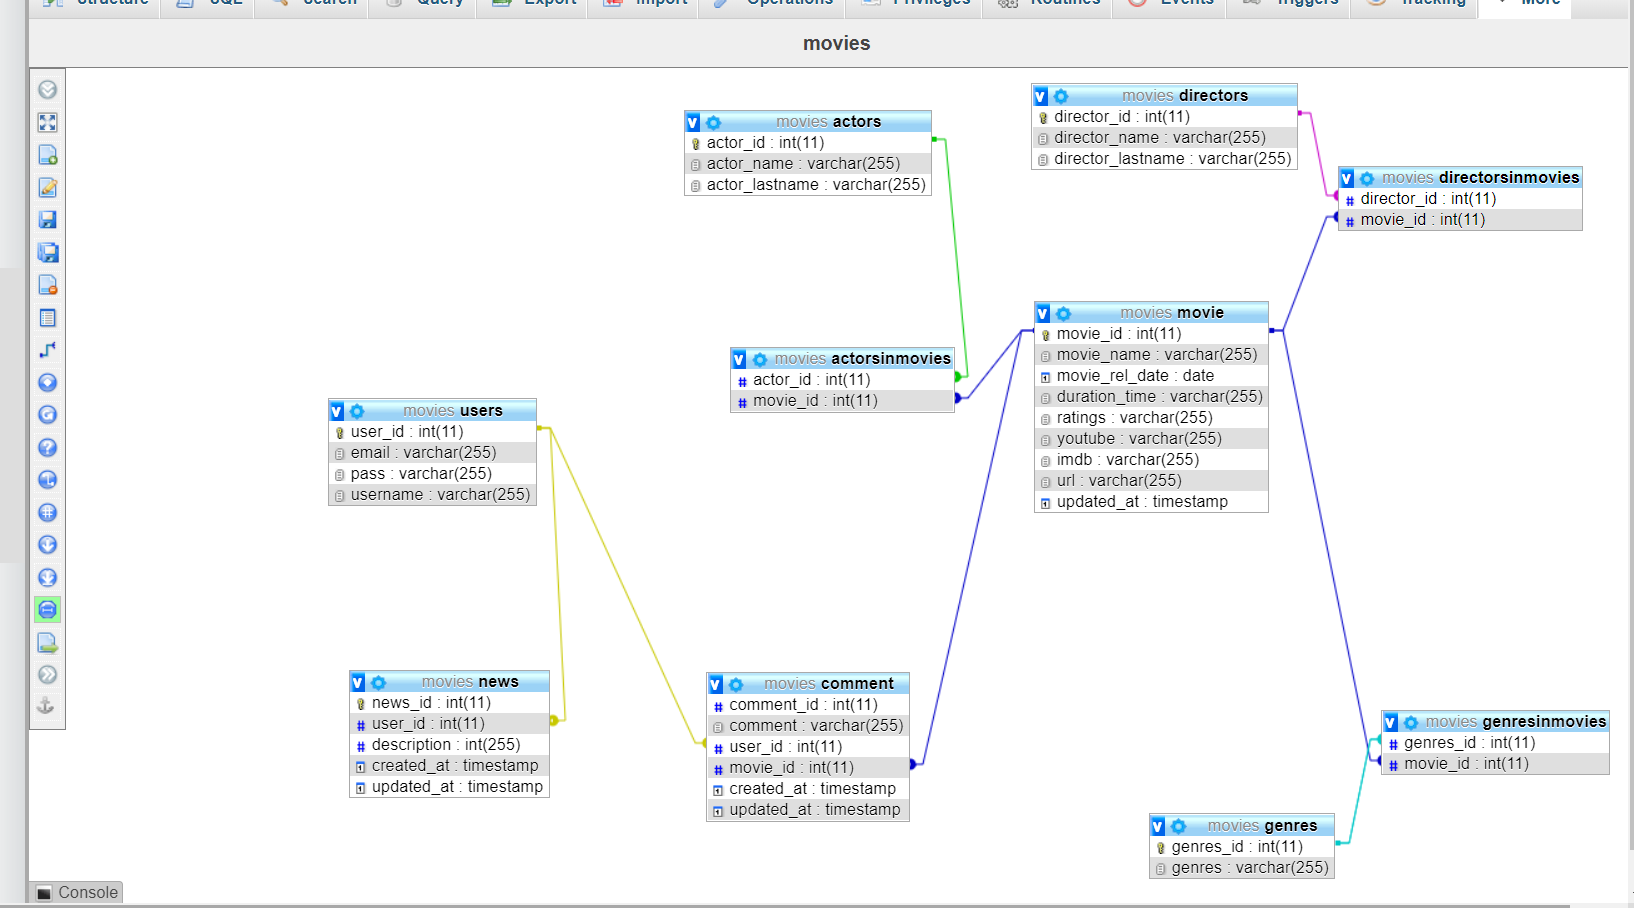 Structure SQL Search Query Export Import Operations Privileges Routines Events Triggers Tracking More
movies
movies directors
director_id : int(11)
director_name : varchar(255)
director_lastname : varchar(255)
movies actors
actor_id : int(11)
actor_name : varchar(255)
actor_lastname : varchar(255)
movies directorsinmovies
director_id : int(11)
movie_id : int(11)
movies movie
movie_id : int(11)
movie_name : varchar(255)
movie_rel_date : date
duration_time : varchar(255)
ratings : varchar(255)
youtube : varchar(255)
imdb : varchar(255)
url : varchar(255)
updated_at : timestamp
movies actorsinmovies
actor_id : int(11)
movie_id : int(11)
movies users
user_id : int(11)
email : varchar(255)
pass : varchar(255)
username : varchar(255)
movies news
news_id : int(11)
user_id : int(11)
description : int(255)
created_at : timestamp
updated_at : timestamp
movies comment
comment_id : int(11)
comment : varchar(255)
user_id : int(11)
movie_id : int(11)
created_at : timestamp
updated_at : timestamp
movies genresinmovies
genres_id : int(11)
movie_id : int(11)
movies genres
genres_id : int(11)
genres : varchar(255)
Console